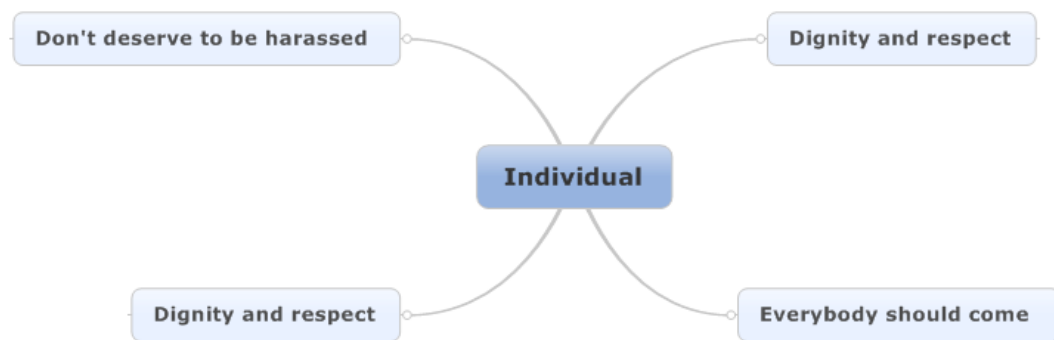 Don't deserve to be harassed
Dignity and respect
Individual
Dignity and respect
Everybody should come